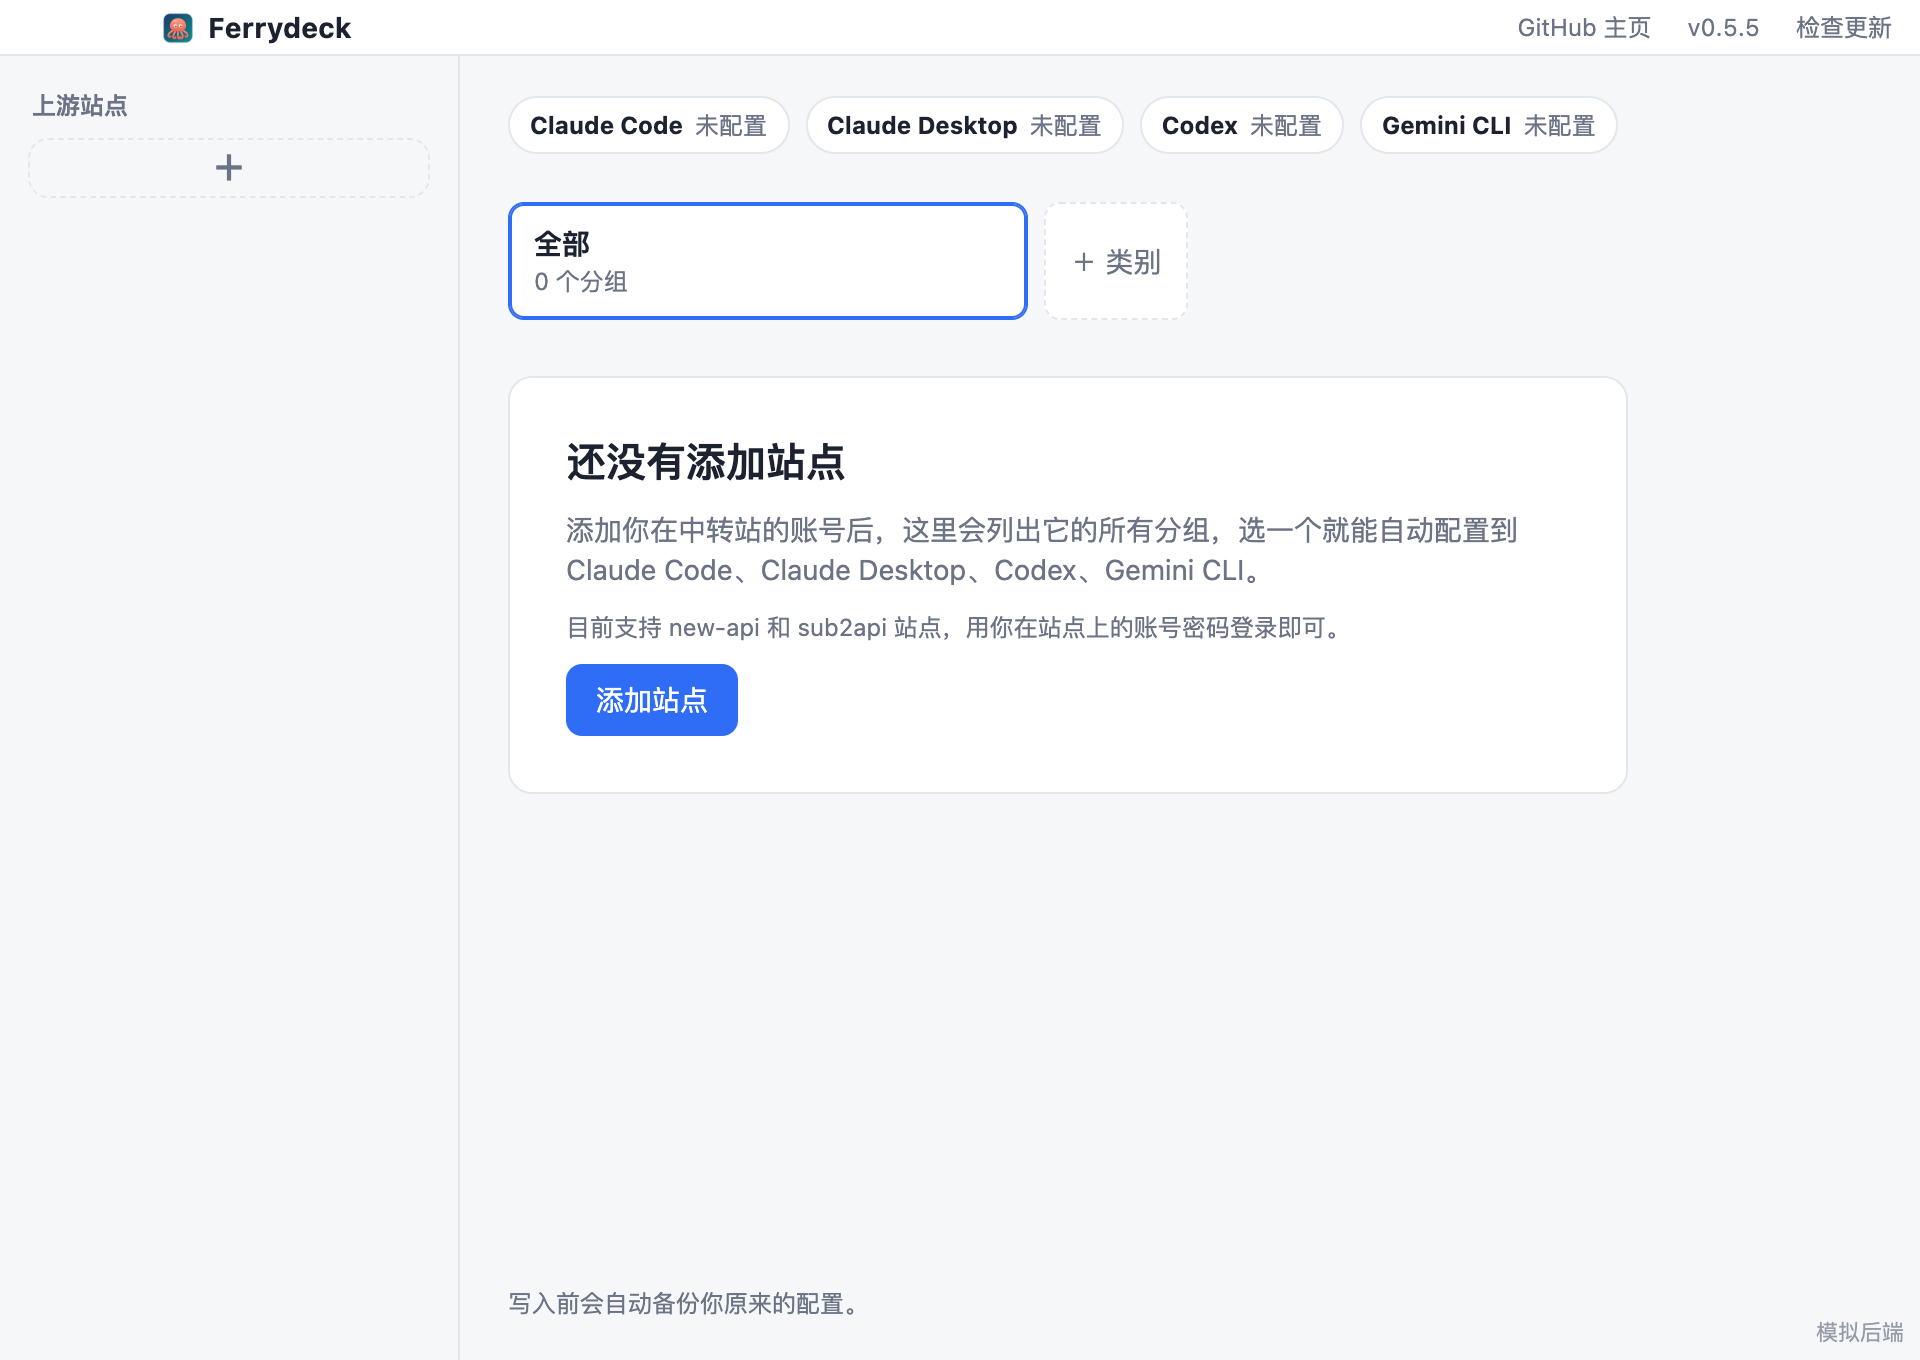 Ferrydeck
GitHub 主页
v0.5.5
检查更新
上游站点
+
Claude Code 未配置
Claude Desktop 未配置
Codex 未配置
Gemini CLI 未配置
全部
0 个分组
+ 类别
还没有添加站点
添加你在中转站的账号后，这里会列出它的所有分组，选一个就能自动配置到
Claude Code、Claude Desktop、Codex、Gemini CLI。
目前支持 new-api 和 sub2api 站点，用你在站点上的账号密码登录即可。
添加站点
写入前会自动备份你原来的配置。
模拟后端